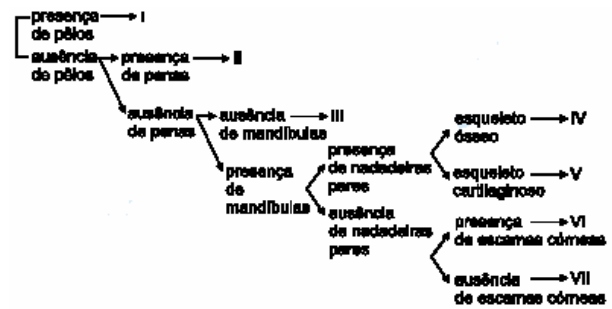 presença → I
de pêlos
ausência → presença → II
de pêlos de penas
ausência → ausência → III
de penas de mandíbulas
presença
de
mandíbulas
presença
de nadadeiras
pares
ausência
de nadadeiras
pares
esqueleto → IV
ósseo
esqueleto → V
cartilaginoso
presença → VI
de escamas córneas
ausência → VII
de escamas córneas